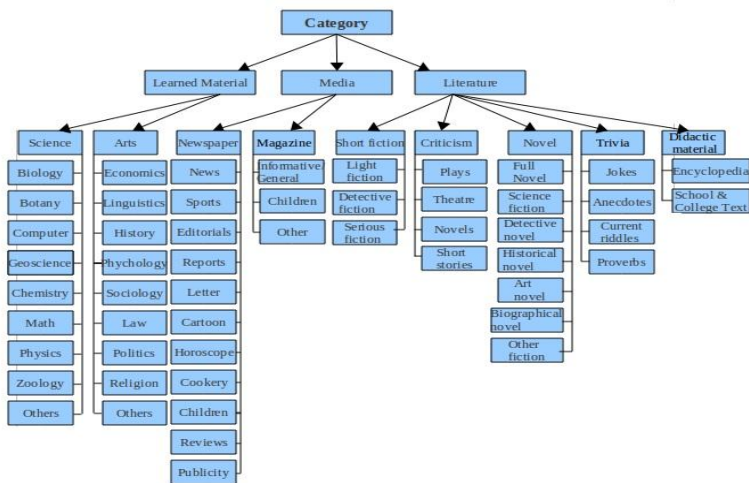 Category
Learned Material
Media
Literature
Science
Arts
Newspaper
Magazine
Short fiction
Criticism
Novel
Trivia
Didactic
material
Biology
Botany
Computer
Geoscience
Chemistry
Math
Physics
Zoology
Others
Economics
Linguistics
History
Phychology
Sociology
Law
Politics
Religion
Others
News
Sports
Editorials
Reports
Letter
Cartoon
Horoscope
Cookery
Children
Reviews
Publicity
Informative/
General
Children
Other
Light
fiction
Detective
fiction
Serious
fiction
Plays
Theatre
Novels
Short
stories
Full
Novel
Science
fiction
Detective
novel
Historical
novel
Art
novel
Biographical
novel
Other
fiction
Jokes
Anecdotes
Current
riddles
Proverbs
Encyclopedia
School &
College Text